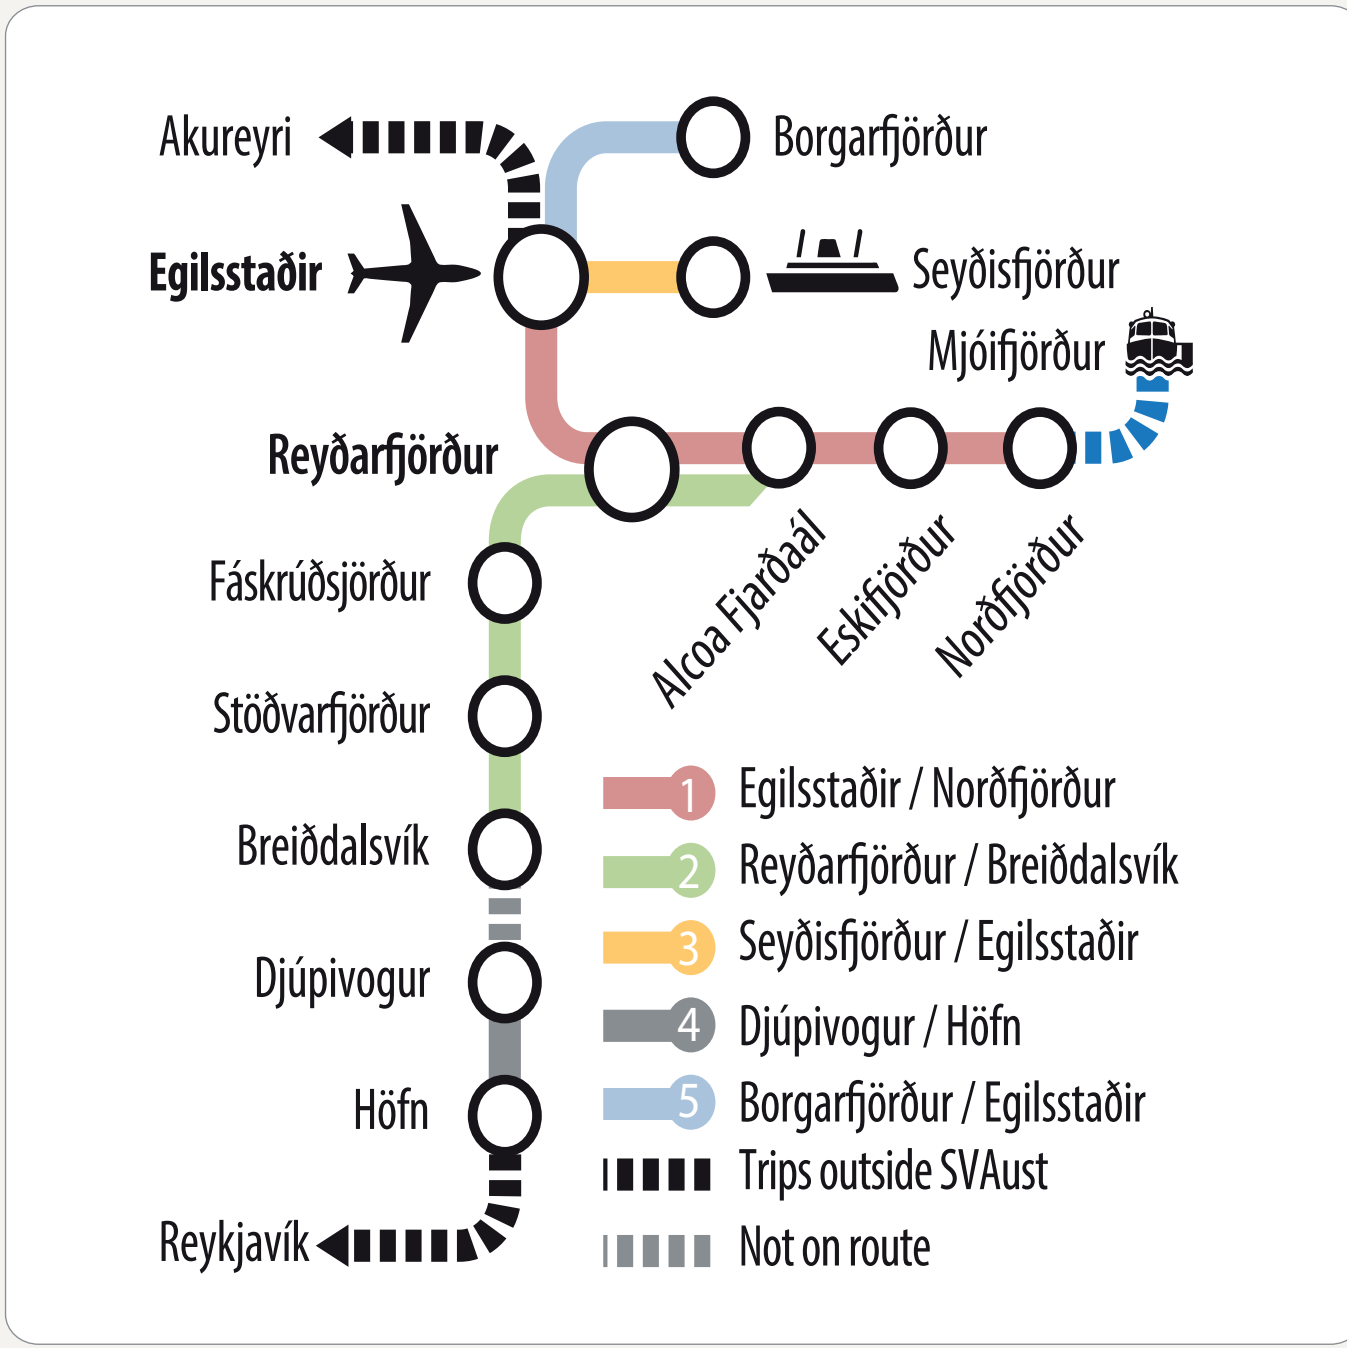 Akureyri
Borgarfjörður
Egilsstaðir
Seyðisfjörður
Mjóifjörður
Reyðarfjörður
Alcoa Fjarðaál
Eskifjörður
Norðfjörður
Fáskrúðsjörður
Stöðvarfjörður
Breiðdalsvík
Djúpivogur
Höfn
Reykjavík
1 Egilsstaðir / Norðfjörður
2 Reyðarfjörður / Breiðdalsvík
3 Seyðisfjörður / Egilsstaðir
4 Djúpivogur / Höfn
5 Borgarfjörður / Egilsstaðir
Trips outside SVAust
Not on route